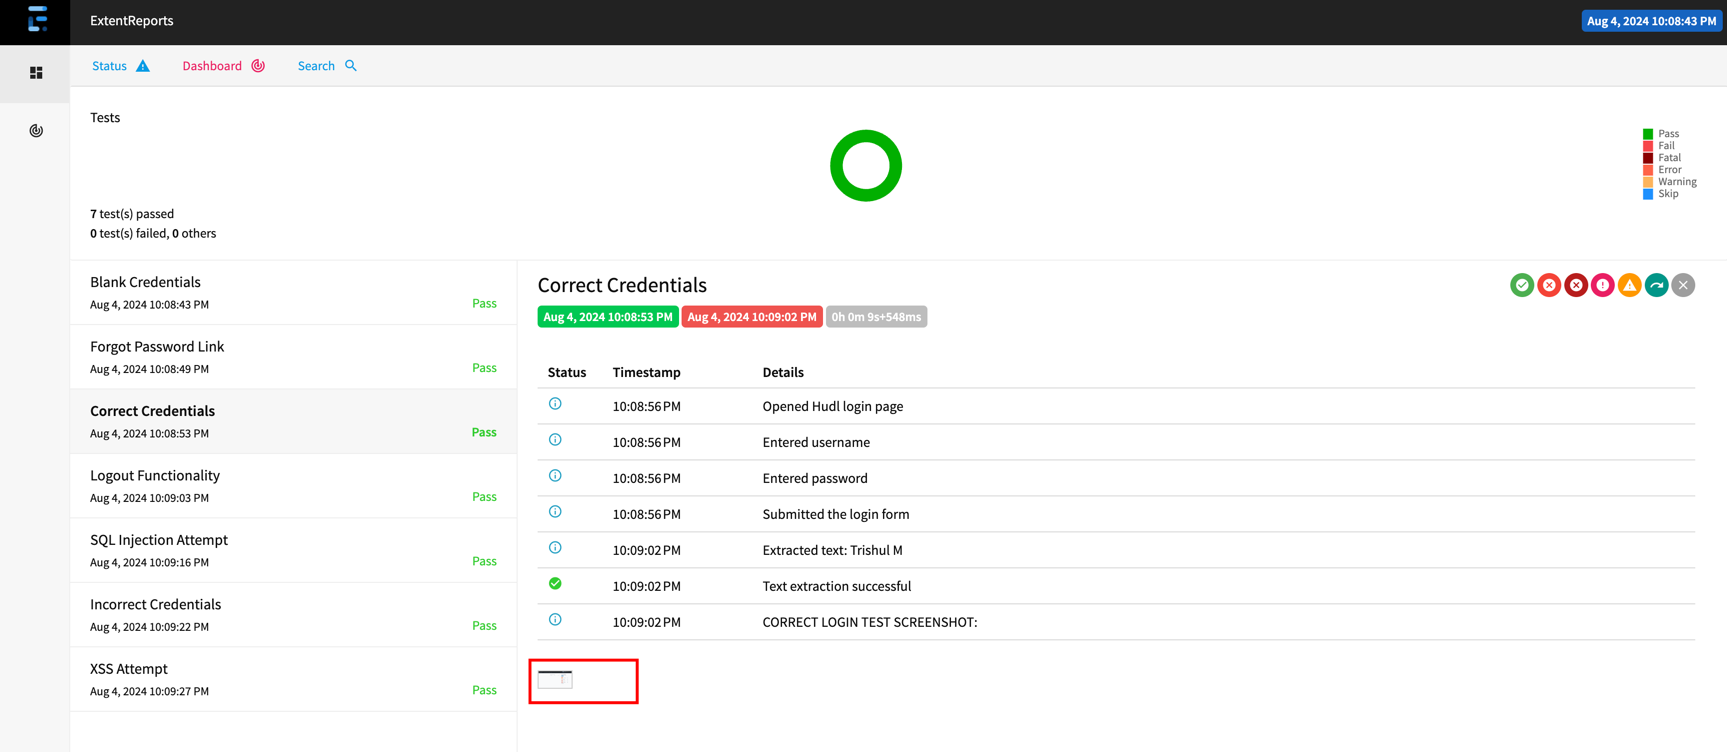 ExtentReports
Aug 4, 2024 10:08:43 PM
Status
Dashboard
Search
Tests
Pass
Fail
Fatal
Error
Warning
Skip
7 test(s) passed
0 test(s) failed, 0 others
Blank Credentials
Aug 4, 2024 10:08:43 PM
Pass
Forgot Password Link
Aug 4, 2024 10:08:49 PM
Pass
Correct Credentials
Aug 4, 2024 10:08:53 PM
Pass
Logout Functionality
Aug 4, 2024 10:09:03 PM
Pass
SQL Injection Attempt
Aug 4, 2024 10:09:16 PM
Pass
Incorrect Credentials
Aug 4, 2024 10:09:22 PM
Pass
XSS Attempt
Aug 4, 2024 10:09:27 PM
Pass
Correct Credentials
Aug 4, 2024 10:08:53 PM Aug 4, 2024 10:09:02 PM 0h 0m 9s+548ms
Status Timestamp Details
10:08:56 PM Opened Hudl login page
10:08:56 PM Entered username
10:08:56 PM Entered password
10:08:56 PM Submitted the login form
10:09:02 PM Extracted text: Trishul M
10:09:02 PM Text extraction successful
10:09:02 PM CORRECT LOGIN TEST SCREENSHOT: